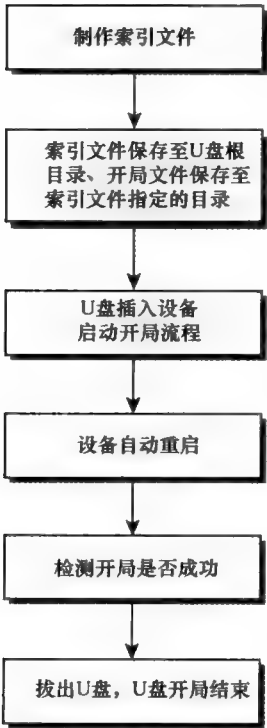 制作索引文件
索引文件保存至U盘根
目录、开局文件保存至
索引文件指定的目录
U盘插入设备
启动开局流程
设备自动重启
检测开局是否成功
拔出U盘，U盘开局结束